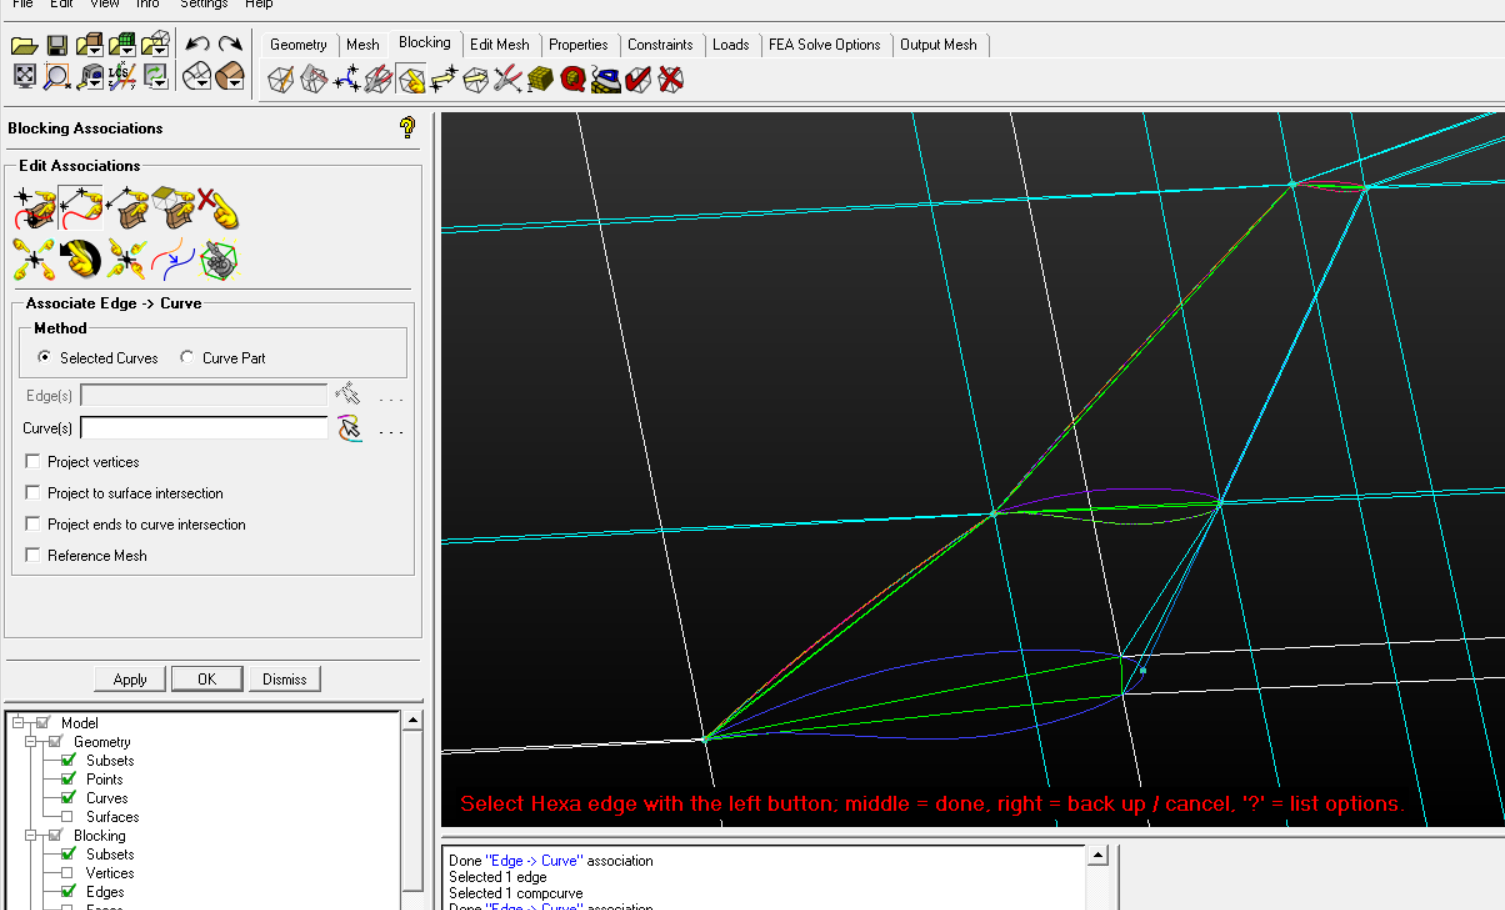 File Edit View Info Settings Help
Geometry Mesh Blocking Edit Mesh Properties Constraints Loads FEA Solve Options Output Mesh
LCS
Blocking Associations
Edit Associations
Associate Edge -> Curve
Method
Selected Curves Curve Part
Edge(s) ...
Curve(s) ...
Project vertices
Project to surface intersection
Project ends to curve intersection
Reference Mesh
Apply OK Dismiss
Model
Geometry
Subsets
Points
Curves
Surfaces
Blocking
Subsets
Vertices
Edges
Select Hexa edge with the left button; middle = done, right = back up / cancel, '?' = list options.
Done "Edge -> Curve" association
Selected 1 edge
Selected 1 compcurve
Done "Edge -> Curve" association